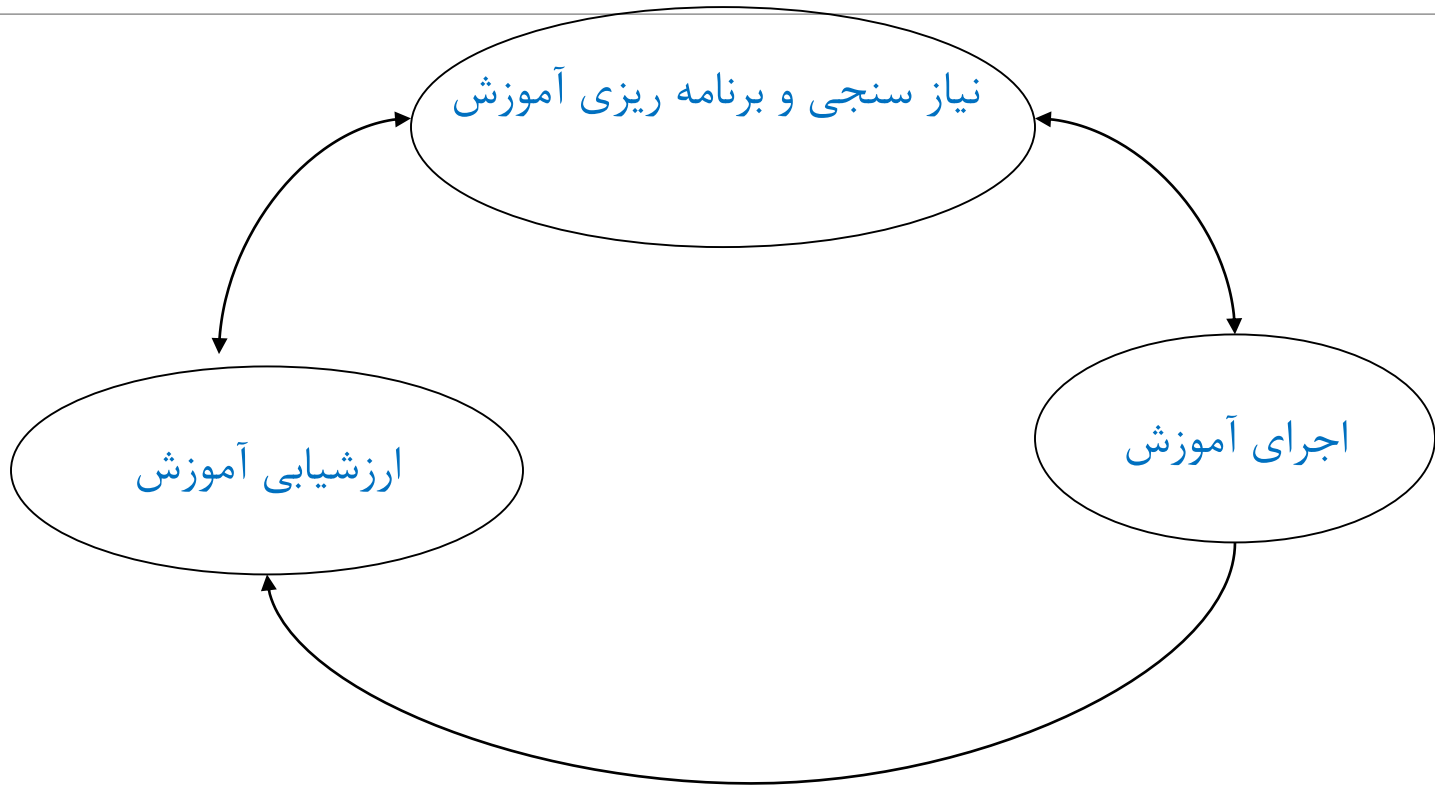 نیاز سنجی و برنامه ریزی آموزش
اجرای آموزش
ارزشیابی آموزش